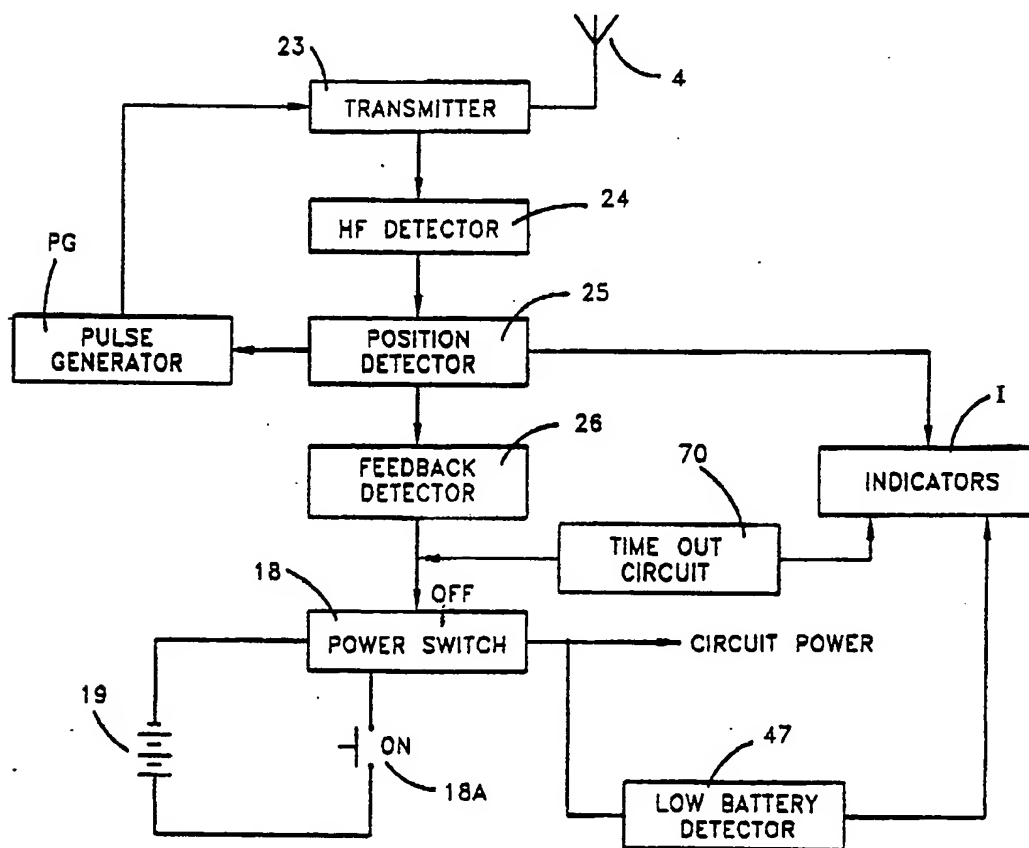 23
4
TRANSMITTER
24
HF DETECTOR
PG
25
PULSE
GENERATOR
POSITION
DETECTOR
I
26
70
FEEDBACK
DETECTOR
INDICATORS
TIME OUT
CIRCUIT
18
OFF
POWER SWITCH
CIRCUIT POWER
19
ON
47
18A
LOW BATTERY
DETECTOR